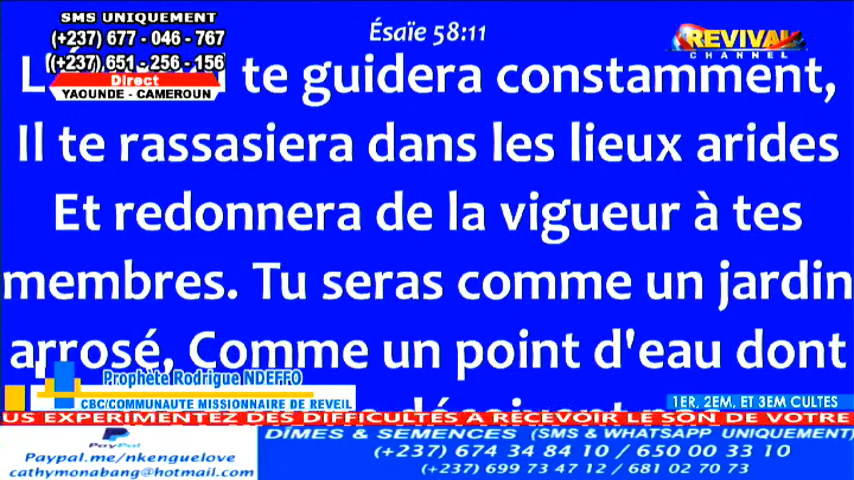 SMS UNIQUEMENT
(+237) 677 - 046 - 767
(+237) 651 - 256 - 156
Direct
YAOUNDE - CAMEROUN
Ésaïe 58:11
REVIVAL
CHANNEL
te guidera constamment,
Il te rassasiera dans les lieux arides
Et redonnera de la vigueur à tes
membres. Tu seras comme un jardin
arrosé, Comme un point d'eau dont
Prophète Rodrigue NDEFFO
CBC/COMMUNAUTE MISSIONNAIRE DE REVEIL
1ER, 2EM, ET 3EM CULTES
US EXPERIMENTEZ DES DIFFICULTÉS A RECEVOIR LE SON DE VOTRE
PayPal
Paypal.me/nkenguelove
cathymonabang@hotmail.com
DÎMES & SEMENCES (SMS & WHATSAPP UNIQUEMENT)
(+237) 674 34 84 10 / 650 00 33 10
(+237) 699 73 47 12 / 681 02 70 73